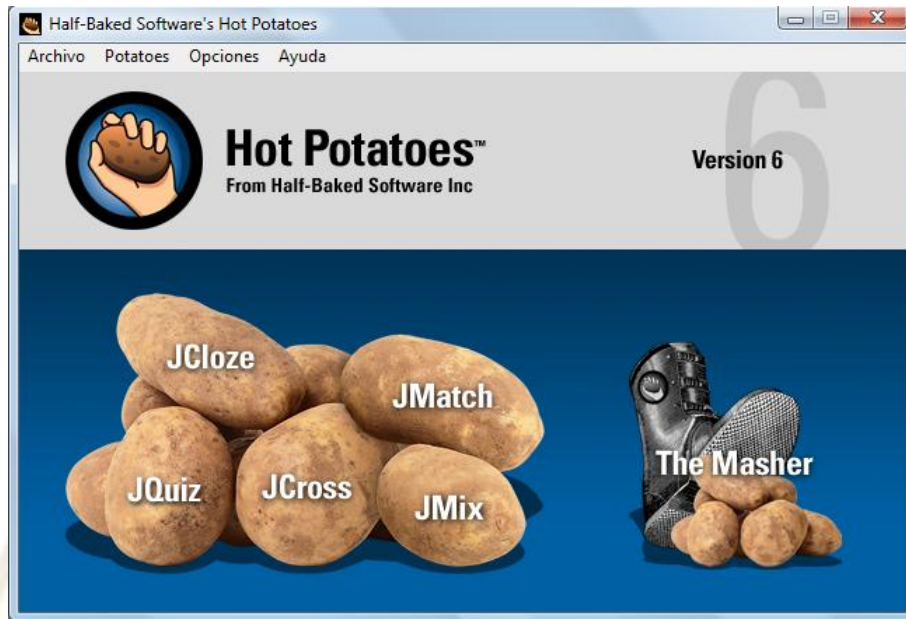 Half-Baked Software's Hot Potatoes
Archivo Potatoes Opciones Ayuda
Hot Potatoes™
From Half-Baked Software Inc
6
Version 6
JCloze
JMatch
JQuiz
JCross
JMix
The Masher